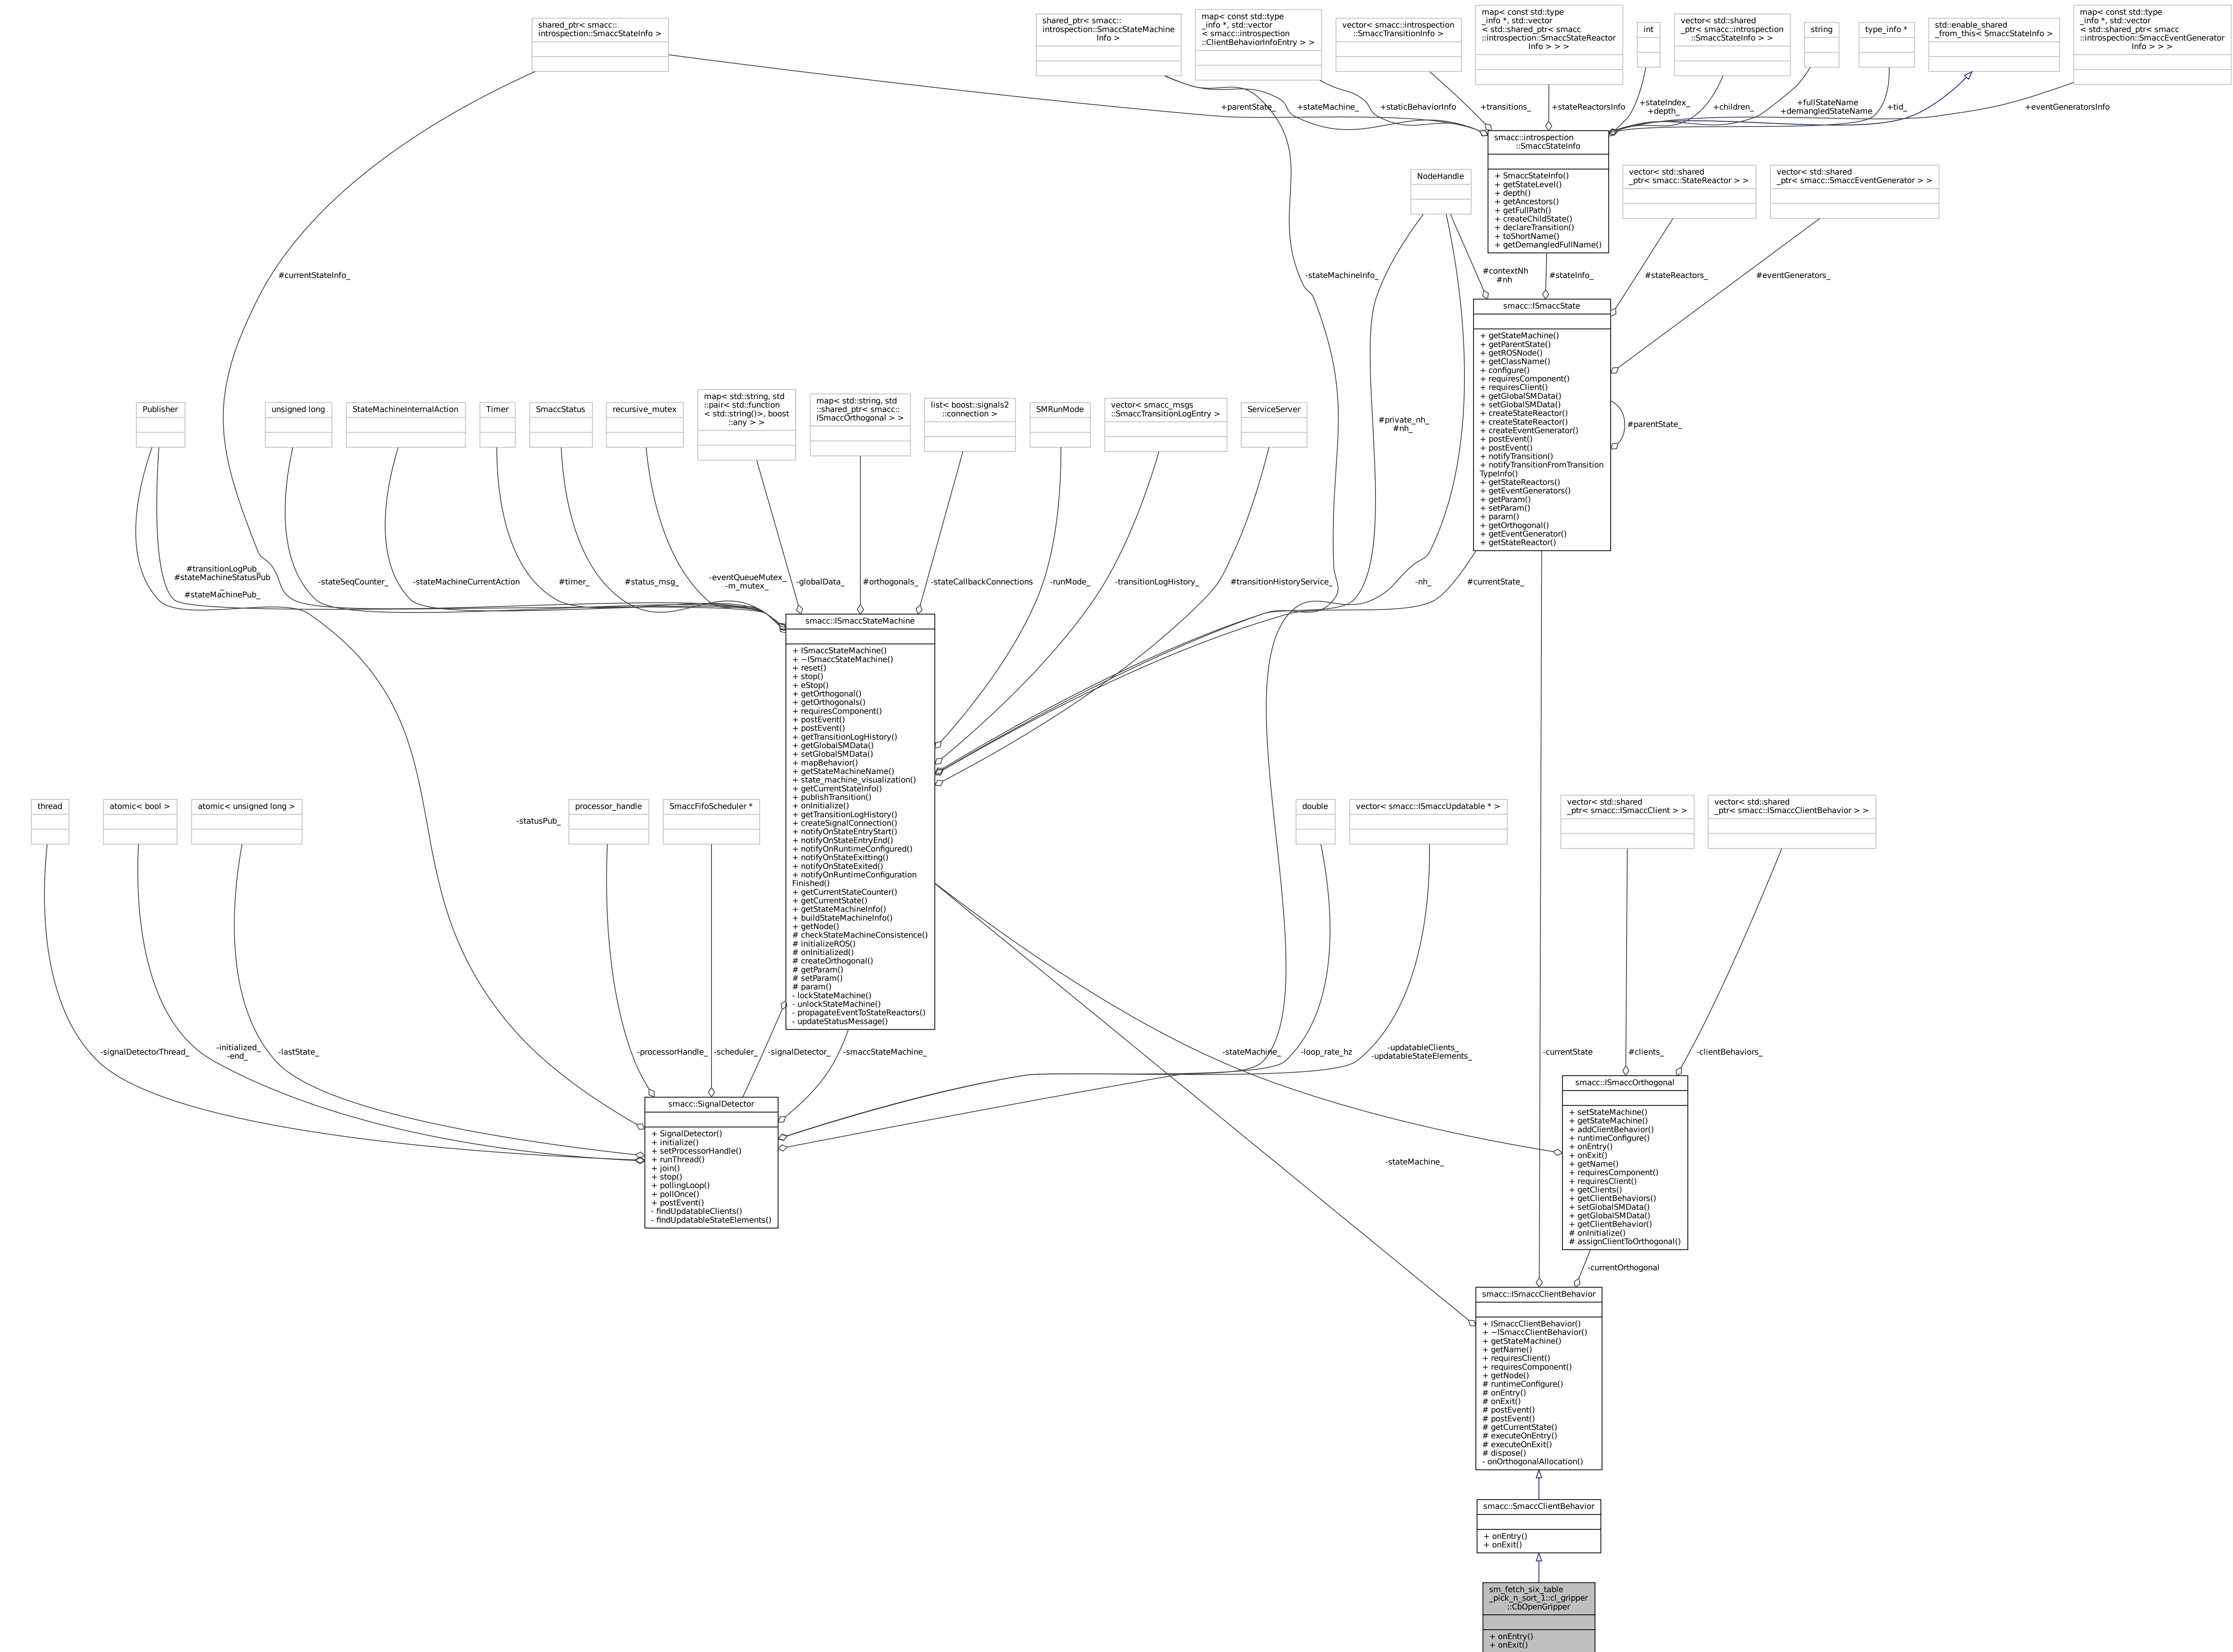 shared_ptr< smacc::
introspection::SmaccStateInfo >
shared_ptr< smacc::
introspection::SmaccStateMachine
Info >
map< const std::type
_info *, std::vector
< smacc::introspection
::ClientBehaviorInfoEntry > >
vector< smacc::introspection
::SmaccTransitionInfo >
map< const std::type
_info *, std::vector
< std::shared_ptr< smacc
::introspection::SmaccStateReactor
Info > > >
int
vector< std::shared
_ptr< smacc::introspection
::SmaccStateInfo > >
string
type_info *
std::enable_shared
_from_this< SmaccStateInfo >
map< const std::type
_info *, std::vector
< std::shared_ptr< smacc
::introspection::SmaccEventGenerator
Info > > >
+parentState_
+stateMachine_
+staticBehaviorInfo
+transitions_
+stateReactorsInfo
+stateIndex_
+depth_
+children_
+fullStateName
+demangledStateName
+tid_
+eventGeneratorsInfo
smacc::introspection
::SmaccStateInfo
+ SmaccStateInfo()
+ getStateLevel()
+ depth()
+ getAncestors()
+ getFullPath()
+ createChildState()
+ declareTransition()
+ toShortName()
+ getDemangledFullName()
NodeHandle
vector< std::shared
_ptr< smacc::StateReactor > >
vector< std::shared
_ptr< smacc::SmaccEventGenerator > >
#currentStateInfo_
-stateMachineInfo_
#contextNh
#nh
#stateInfo_
#stateReactors_
#eventGenerators_
smacc::ISmaccState
+ getStateMachine()
+ getParentState()
+ getROSNode()
+ getClassName()
+ configure()
+ requiresComponent()
+ requiresClient()
+ getGlobalSMData()
+ setGlobalSMData()
+ createStateReactor()
+ createStateReactor()
+ createEventGenerator()
+ postEvent()
+ postEvent()
+ notifyTransition()
+ notifyTransitionFromTransition
TypeInfo()
+ getStateReactors()
+ getEventGenerators()
+ getParam()
+ setParam()
+ param()
+ getOrthogonal()
+ getEventGenerator()
+ getStateReactor()
#parentState_
Publisher
unsigned long
StateMachineInternalAction
Timer
SmaccStatus
recursive_mutex
map< std::string, std
::pair< std::function
< std::string()>, boost
::any > >
map< std::string, std
::shared_ptr< smacc::
ISmaccOrthogonal > >
list< boost::signals2
::connection >
SMRunMode
vector< smacc_msgs
::SmaccTransitionLogEntry >
ServiceServer
#private_nh_
#nh_
#transitionLogPub_
#stateMachineStatusPub
_
#stateMachinePub_
-stateSeqCounter_
-stateMachineCurrentAction
#timer_
#status_msg_
-eventQueueMutex_
-m_mutex_
-globalData_
#orthogonals_
-stateCallbackConnections
-runMode_
-transitionLogHistory_
#transitionHistoryService_
-nh_
#currentState_
smacc::ISmaccStateMachine
+ ISmaccStateMachine()
+ ~ISmaccStateMachine()
+ reset()
+ stop()
+ eStop()
+ getOrthogonal()
+ getOrthogonals()
+ requiresComponent()
+ postEvent()
+ postEvent()
+ getTransitionLogHistory()
+ getGlobalSMData()
+ setGlobalSMData()
+ mapBehavior()
+ getStateMachineName()
+ state_machine_visualization()
+ getCurrentStateInfo()
+ publishTransition()
+ onInitialize()
+ getTransitionLogHistory()
+ createSignalConnection()
+ notifyOnStateEntryStart()
+ notifyOnStateEntryEnd()
+ notifyOnRuntimeConfigured()
+ notifyOnStateExitting()
+ notifyOnStateExited()
+ notifyOnRuntimeConfiguration
Finished()
+ getCurrentStateCounter()
+ getCurrentState()
+ getStateMachineInfo()
+ buildStateMachineInfo()
+ getNode()
# checkStateMachineConsistence()
# initializeROS()
# onInitialized()
# createOrthogonal()
# getParam()
# setParam()
# param()
- lockStateMachine()
- unlockStateMachine()
- propagateEventToStateReactors()
- updateStatusMessage()
thread
atomic< bool >
atomic< unsigned long >
-statusPub_
processor_handle
SmaccFifoScheduler *
double
vector< smacc::ISmaccUpdatable * >
vector< std::shared
_ptr< smacc::ISmaccClient > >
vector< std::shared
_ptr< smacc::ISmaccClientBehavior > >
-signalDetectorThread_
-initialized_
-end_
-lastState_
-processorHandle_
-scheduler_
-signalDetector_
-smaccStateMachine_
-stateMachine_
-loop_rate_hz
-updatableClients_
-updatableStateElements_
-currentState
#clients_
-clientBehaviors_
smacc::SignalDetector
+ SignalDetector()
+ initialize()
+ setProcessorHandle()
+ runThread()
+ join()
+ stop()
+ pollingLoop()
+ pollOnce()
+ postEvent()
- findUpdatableClients()
- findUpdatableStateElements()
smacc::ISmaccOrthogonal
+ setStateMachine()
+ getStateMachine()
+ addClientBehavior()
+ runtimeConfigure()
+ onEntry()
+ onExit()
+ getName()
+ requiresComponent()
+ requiresClient()
+ getClients()
+ getClientBehaviors()
+ setGlobalSMData()
+ getGlobalSMData()
+ getClientBehavior()
# onInitialize()
# assignClientToOrthogonal()
-stateMachine_
-currentOrthogonal
smacc::ISmaccClientBehavior
+ ISmaccClientBehavior()
+ ~ISmaccClientBehavior()
+ getStateMachine()
+ getName()
+ requiresClient()
+ requiresComponent()
+ getNode()
# runtimeConfigure()
# onEntry()
# onExit()
# postEvent()
# postEvent()
# getCurrentState()
# executeOnEntry()
# executeOnExit()
# dispose()
- onOrthogonalAllocation()
smacc::SmaccClientBehavior
+ onEntry()
+ onExit()
sm_fetch_six_table
_pick_n_sort_1::cl_gripper
::CbOpenGripper
+ onEntry()
+ onExit()